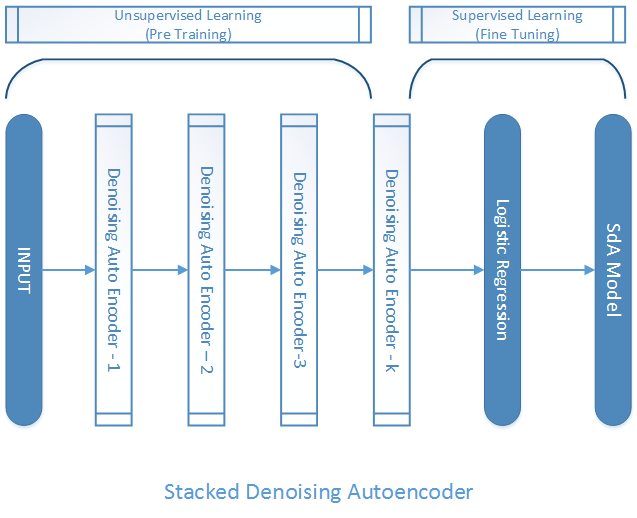 Unsupervised Learning
(Pre Training)
Supervised Learning
(Fine Tuning)
INPUT
Denoising Auto Encoder - 1
Denoising Auto Encoder – 2
Denoising Auto Encoder-3
Denoising Auto Encoder - k
Logistic Regression
SdA Model
Stacked Denoising Autoencoder